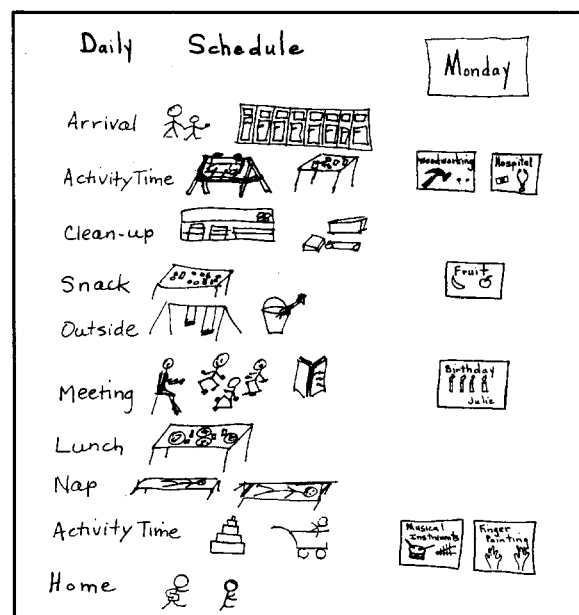 Daily Schedule
Monday
Arrival
Activity Time
Woodworking
Hospital
Clean-up
Snack
Fruit
Outside
Meeting
Birthday
Julie
Lunch
Nap
Activity Time
Musical
Instruments
Finger
Painting
Home